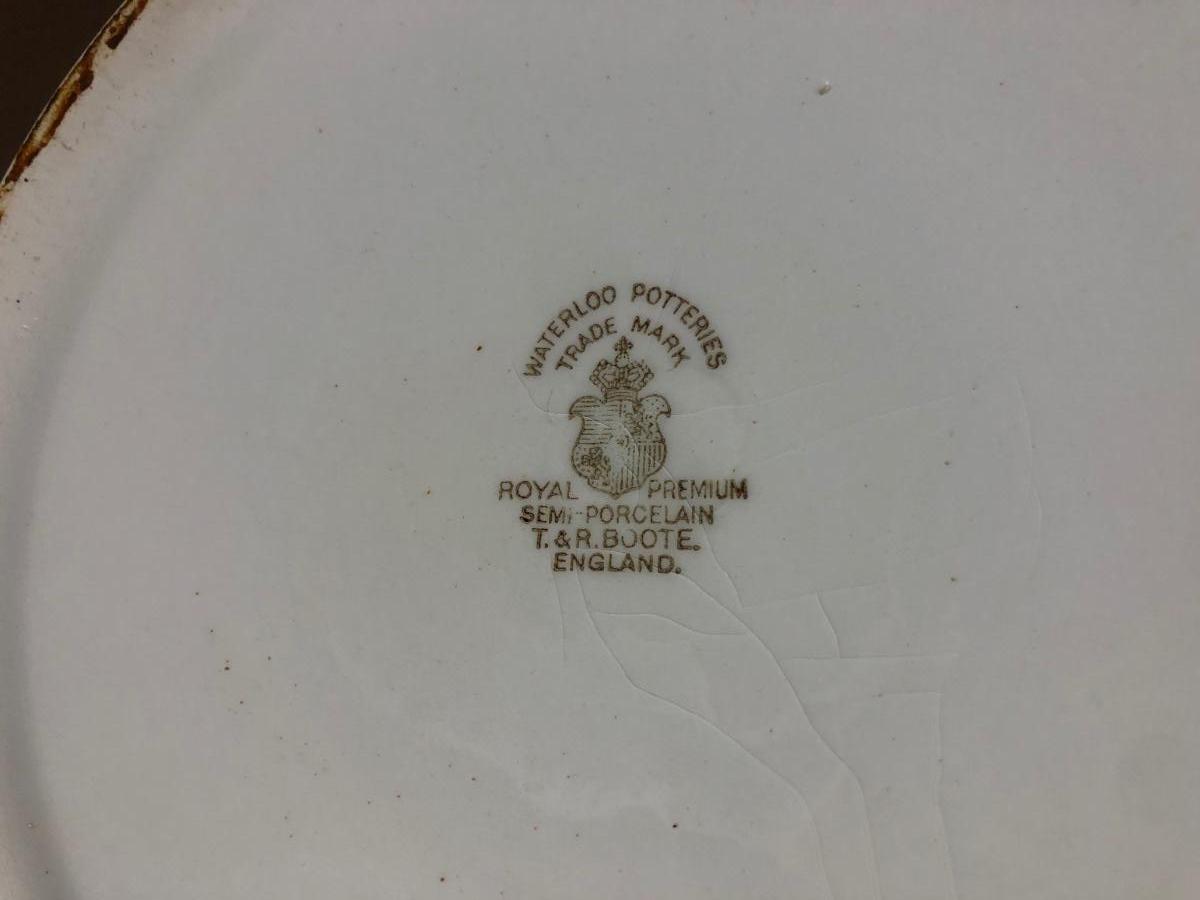 WATERLOO POTTERIES
TRADE MARK
ROYAL PREMIUM
SEMI-PORCELAIN
T. & R. BOOTE.
ENGLAND.